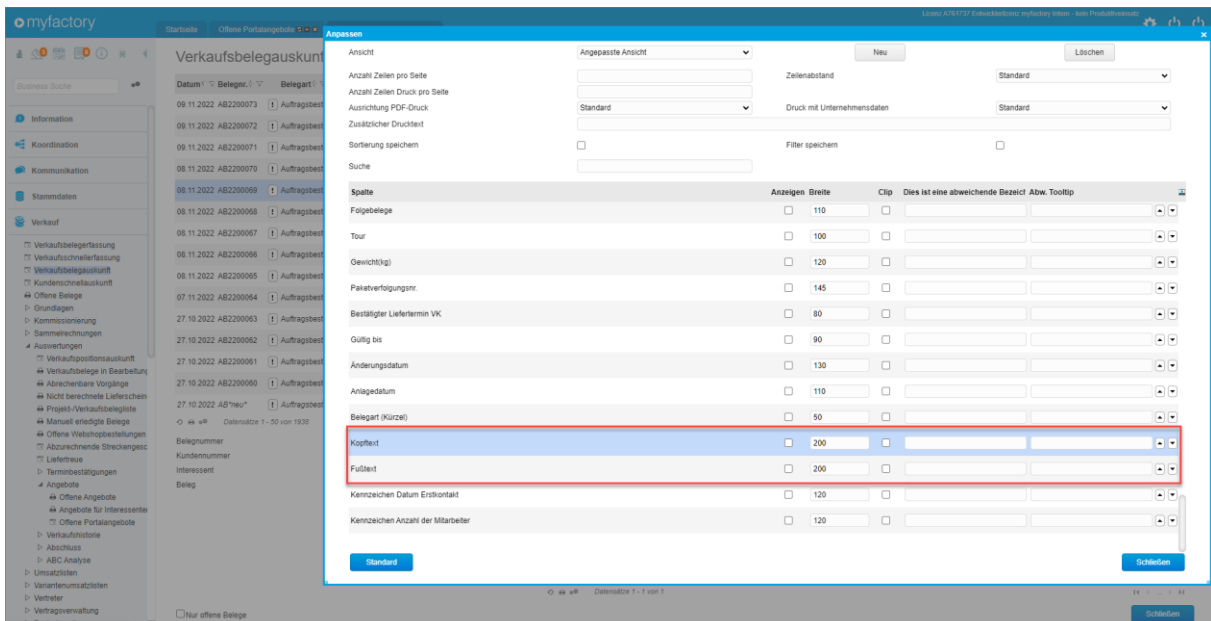 myfactory
Lizenz A761737 Entwicklerlizenz myfactory Intern - kein Produktiveinsatz
Startseite
Offene Portalangebote
Anpassen
Business Suche
Information
Koordination
Kommunikation
Stammdaten
Verkauf
Verkaufsbelegerfassung
Verkaufsschnellerfassung
Verkaufsbelegauskunft
Kundenschnellauskunft
Offene Belege
Grundlagen
Kommissionierung
Sammelrechnungen
Auswertungen
Verkaufspositionsauskunft
Verkaufsbelege in Bearbeitung
Abrechenbare Vorgänge
Nicht berechnete Lieferschein
Projekt-/Verkaufsbelegliste
Manuell erledigte Belege
Offene Webshopbestellungen
Abzurechnende Streckengesc
Liefertreue
Terminbestätigungen
Angebote
Offene Angebote
Angebote für Interessenten
Offene Portalangebote
Verkaufshistorie
Abschluss
ABC Analyse
Umsatzlisten
Variantenumsatzlisten
Vertreter
Vertragsverwaltung
Verkaufsbelegauskunft
Datum Belegnr. Belegart
09.11.2022 AB2200073 Auftragsbest
09.11.2022 AB2200072 Auftragsbest
09.11.2022 AB2200071 Auftragsbest
08.11.2022 AB2200070 Auftragsbest
08.11.2022 AB2200069 Auftragsbest
08.11.2022 AB2200068 Auftragsbest
08.11.2022 AB2200067 Auftragsbest
08.11.2022 AB2200066 Auftragsbest
08.11.2022 AB2200065 Auftragsbest
07.11.2022 AB2200064 Auftragsbest
27.10.2022 AB2200063 Auftragsbest
27.10.2022 AB2200062 Auftragsbest
27.10.2022 AB2200061 Auftragsbest
27.10.2022 AB2200060 Auftragsbest
27.10.2022 AB*neu* Auftragsbest
Datensätze 1 - 50 von 1938
Belegnummer
Kundennummer
Interessent
Beleg
Ansicht Angepasste Ansicht Neu Löschen
Anzahl Zeilen pro Seite Zeilenabstand Standard
Anzahl Zeilen Druck pro Seite
Ausrichtung PDF-Druck Standard Druck mit Unternehmensdaten Standard
Zusätzlicher Drucktext
Sortierung speichern Filter speichern
Suche
Spalte Anzeigen Breite Clip Dies ist eine abweichende Bezeich Abw. Tooltip
Folgebelege 110
Tour 100
Gewicht(kg) 120
Paketverfolgungsnr. 145
Bestätigter Liefertermin VK 80
Gültig bis 90
Änderungsdatum 130
Anlagedatum 110
Belegart (Kürzel) 50
Kopftext 200
Fußtext 200
Kennzeichen Datum Erstkontakt 120
Kennzeichen Anzahl der Mitarbeiter 120
Standard Schließen
Datensätze 1 - 1 von 1
Nur offene Belege
Schließen